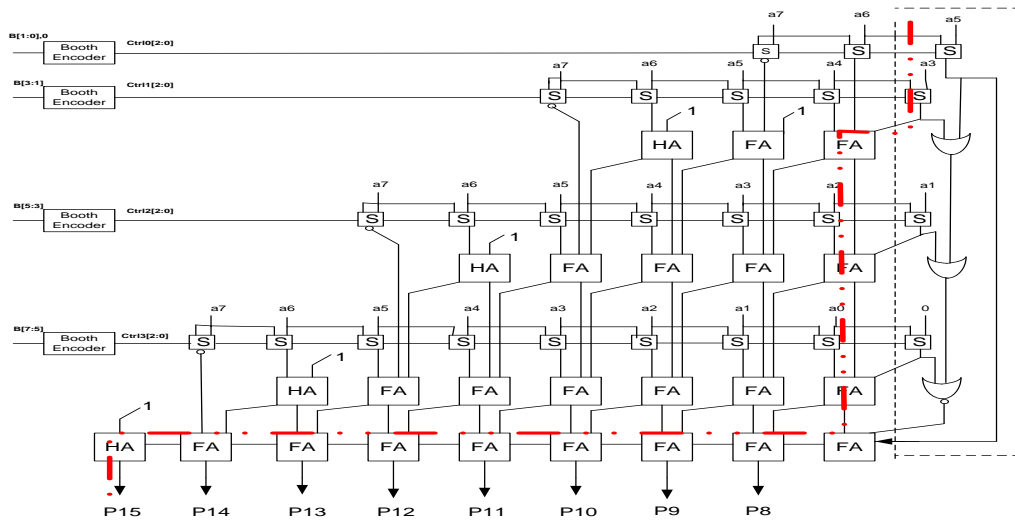 a7 a6 a5
B[1:0],0 Booth Encoder Ctrl0[2:0] S S S
a7 a6 a5 a4 a3
B[3:1] Booth Encoder Ctrl1[2:0] S S S S S
1 1
HA FA FA
a7 a6 a5 a4 a3 a2 a1
B[5:3] Booth Encoder Ctrl2[2:0] S S S S S S S
1
HA FA FA FA FA
a7 a6 a5 a4 a3 a2 a1 a0 0
B[7:5] Booth Encoder Ctrl3[2:0] S S S S S S S S S
1
HA FA FA FA FA FA FA
1
HA FA FA FA FA FA FA FA FA
P15 P14 P13 P12 P11 P10 P9 P8